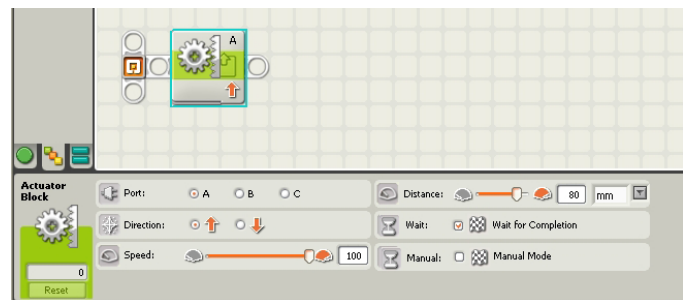 A
Actuator
Block
0
Reset
Port: A B C
Direction:
Speed: 100
Distance: 80 mm
Wait: Wait for Completion
Manual: Manual Mode